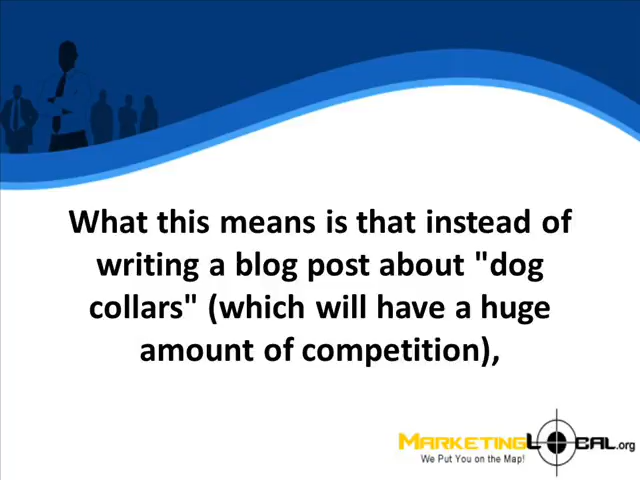 What this means is that instead of
writing a blog post about "dog
collars" (which will have a huge
amount of competition),
MARKETINGLOCAL.org
We Put You on the Map!